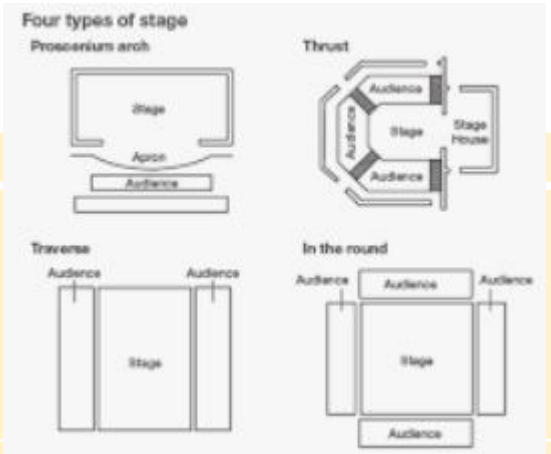 Four types of stage
Proscenium arch
Stage
Apron
Audience
Thrust
Audience
Audience
Stage
Stage
House
Audience
Traverse
Audience
Audience
Stage
In the round
Audience
Audience
Audience
Stage
Audience